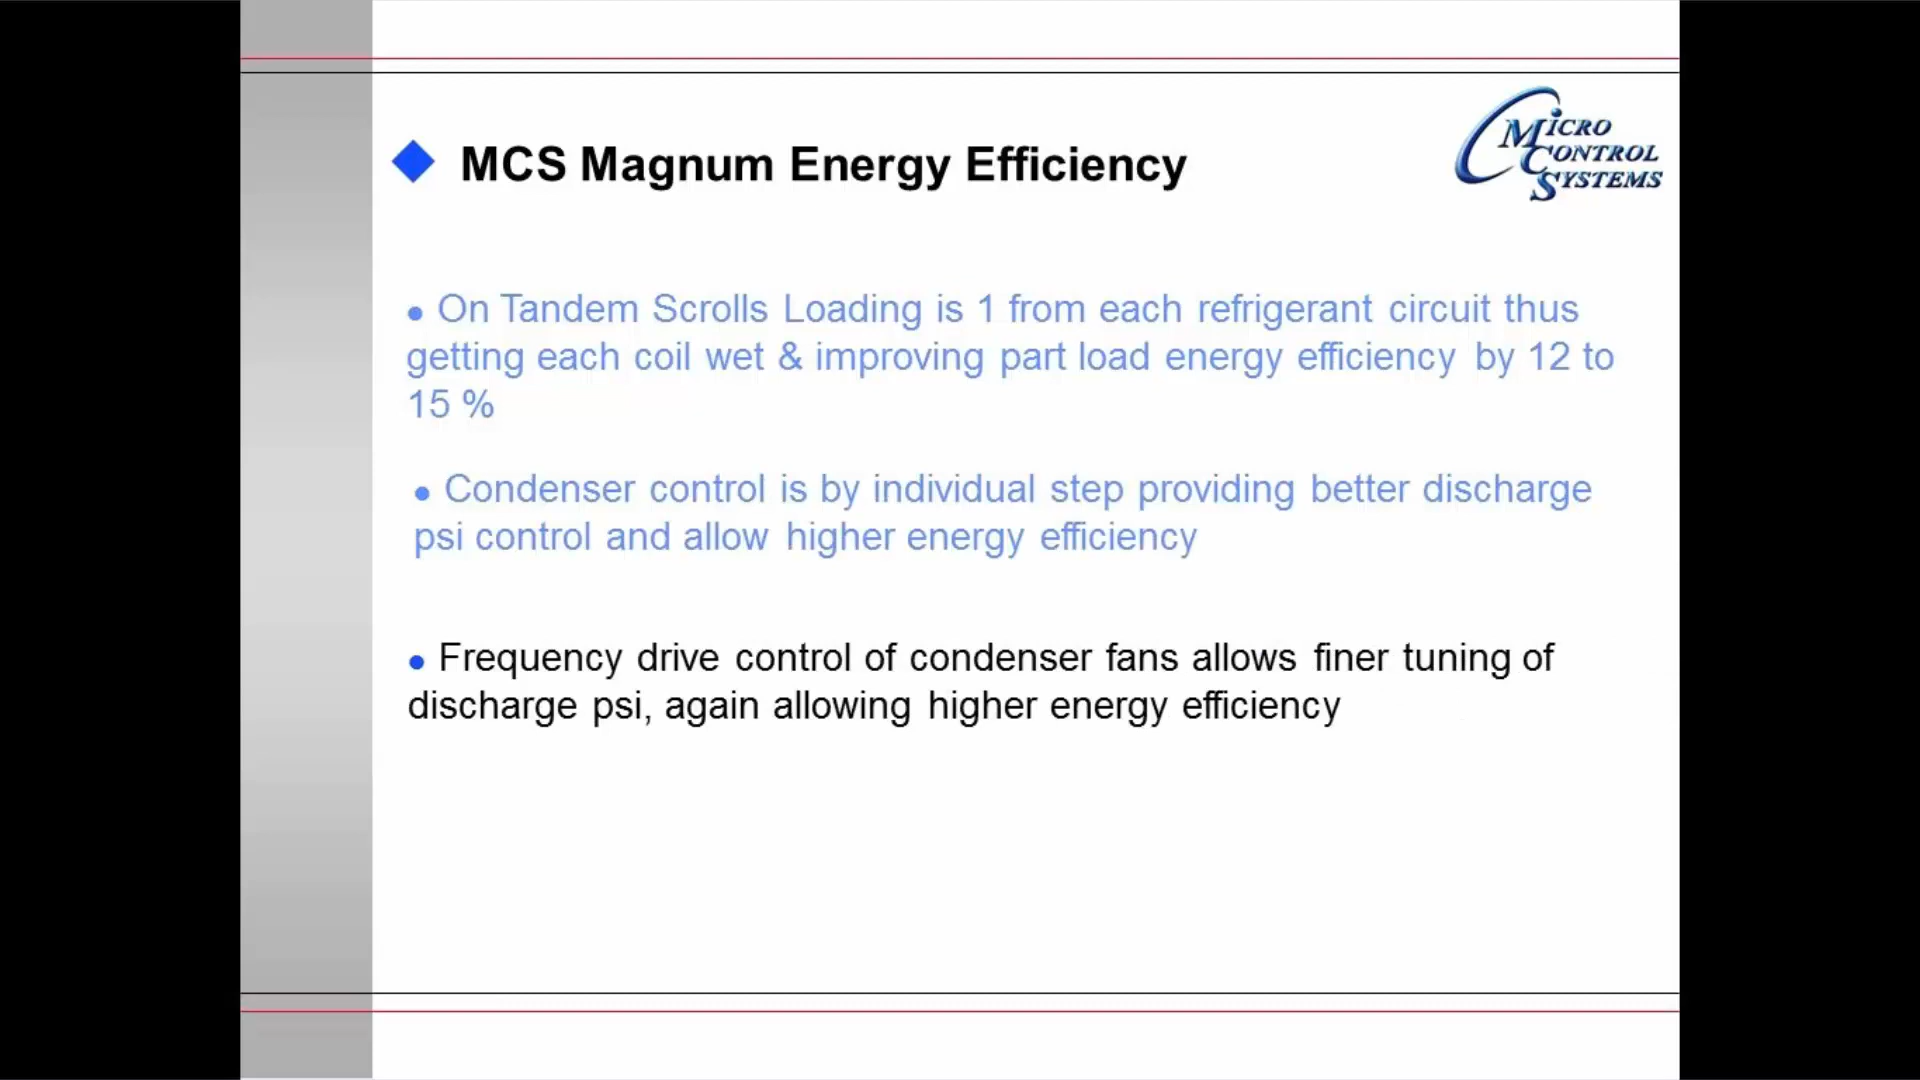 MCS Magnum Energy Efficiency
MICRO
CONTROL
SYSTEMS
• On Tandem Scrolls Loading is 1 from each refrigerant circuit thus
getting each coil wet & improving part load energy efficiency by 12 to
15 %
• Condenser control is by individual step providing better discharge
psi control and allow higher energy efficiency
• Frequency drive control of condenser fans allows finer tuning of
discharge psi, again allowing higher energy efficiency